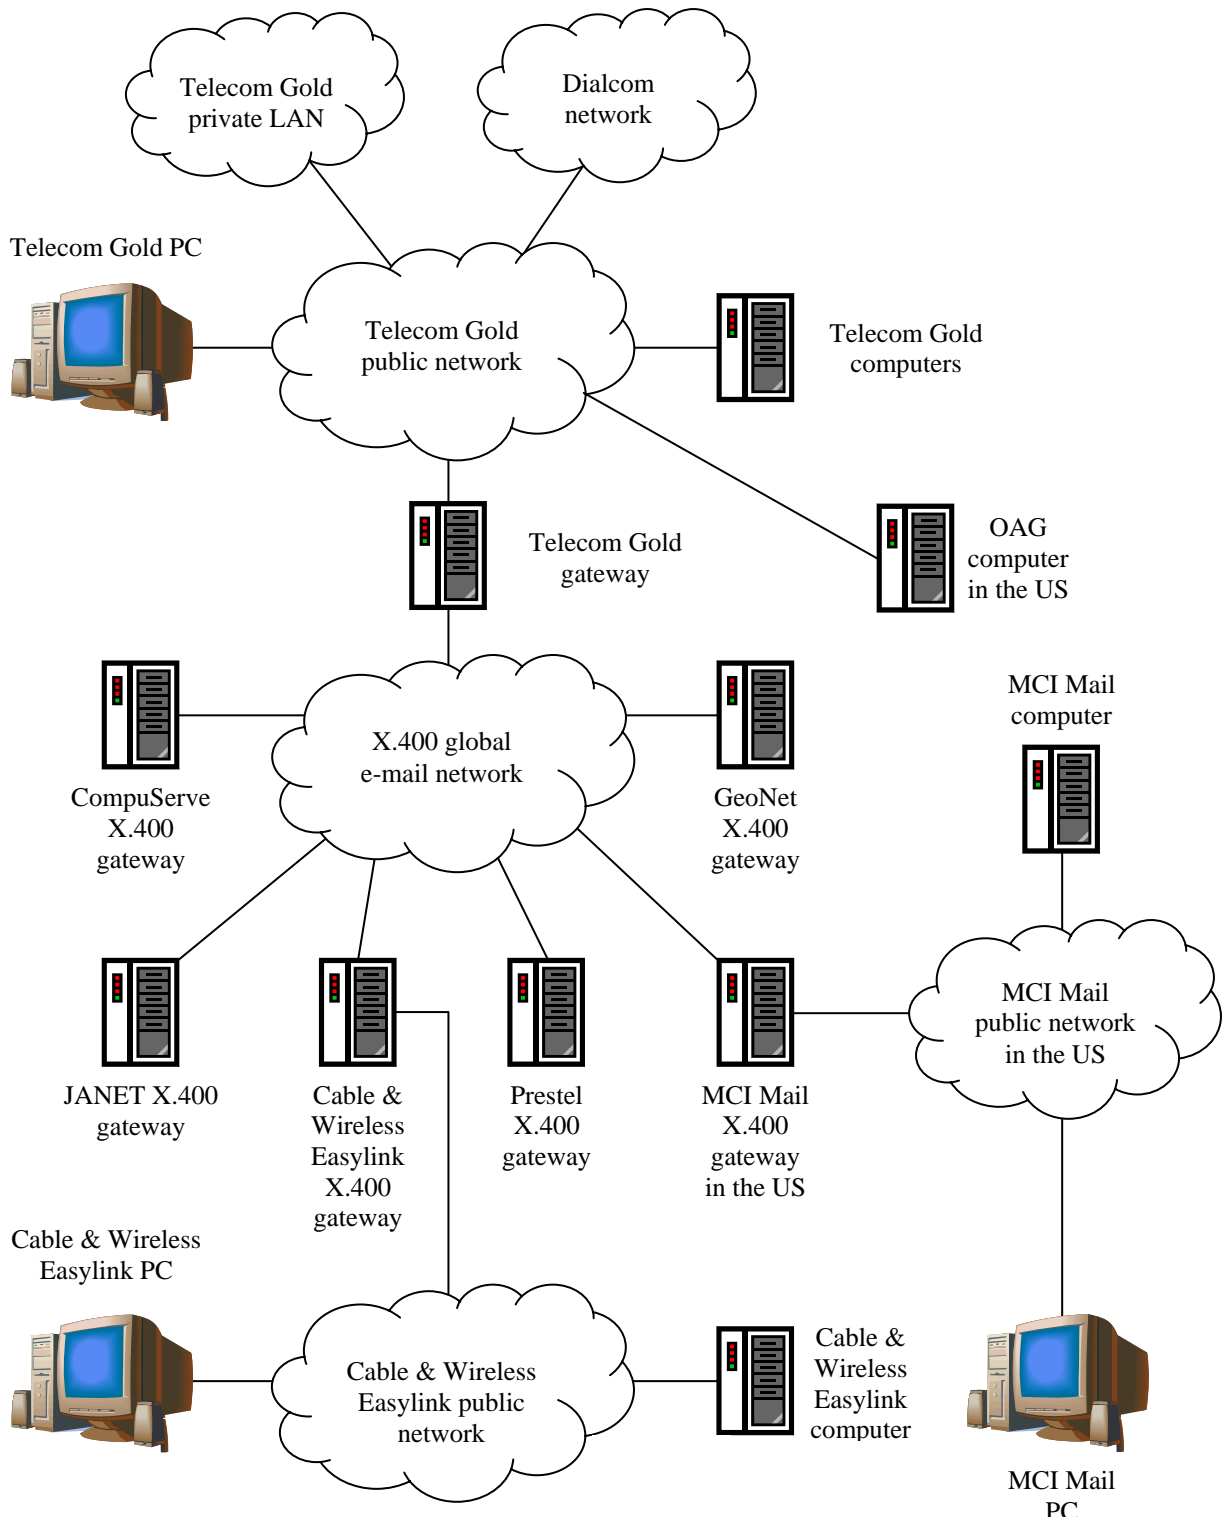 Telecom Gold
private LAN
Dialcom
network
Telecom Gold PC
Telecom Gold
public network
Telecom Gold
computers
Telecom Gold
gateway
OAG
computer
in the US
CompuServe
X.400
gateway
X.400 global
e-mail network
GeoNet
X.400
gateway
MCI Mail
computer
JANET X.400
gateway
Cable &
Wireless
Easylink
X.400
gateway
Prestel
X.400
gateway
MCI Mail
X.400
gateway
in the US
MCI Mail
public network
in the US
Cable & Wireless
Easylink PC
Cable & Wireless
Easylink public
network
Cable &
Wireless
Easylink
computer
MCI Mail
PC